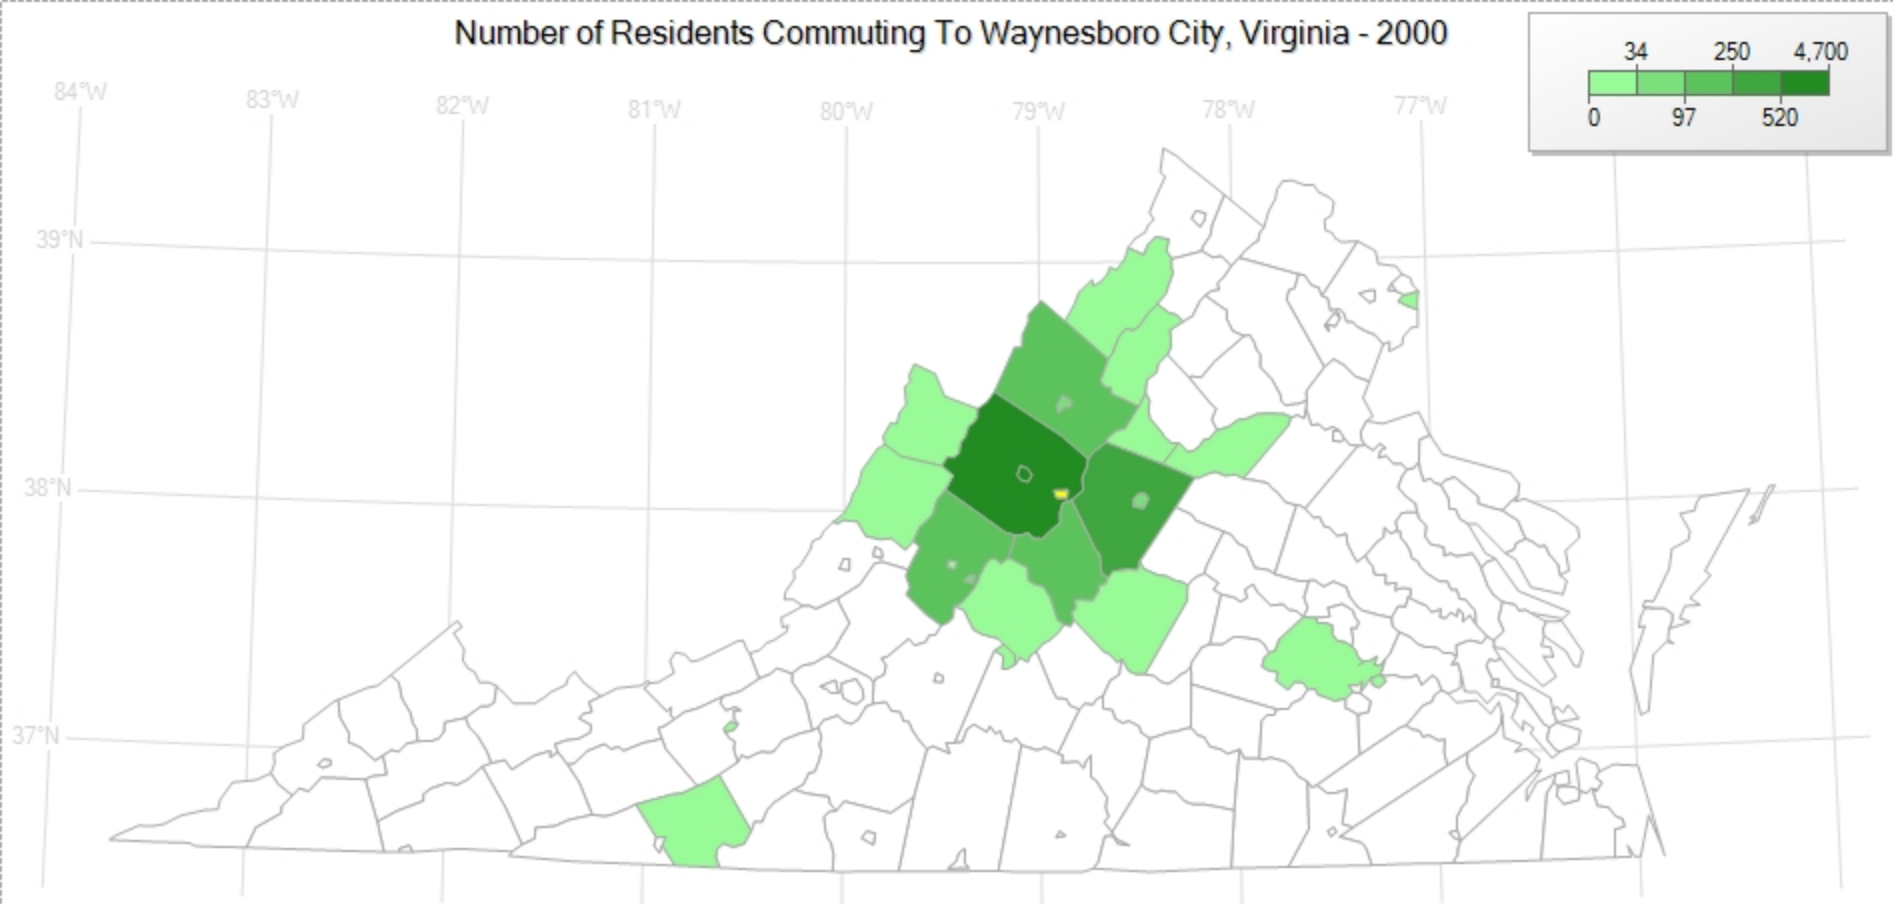 Number of Residents Commuting To Waynesboro City, Virginia - 2000
34 250 4,700
0 97 520
84°W 83°W 82°W 81°W 80°W 79°W 78°W 77°W
39°N
38°N
37°N